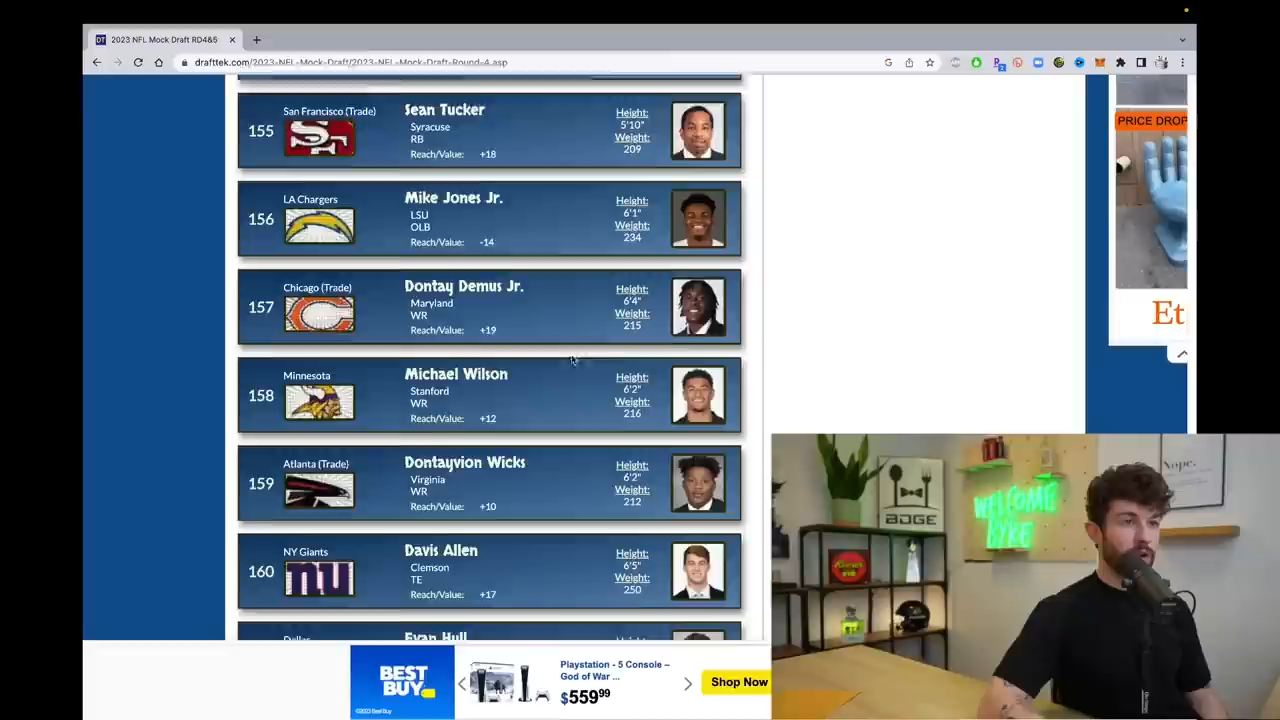 2023 NFL Mock Draft RD4&5
drafttek.com/2023-NFL-Mock-Draft/2023-NFL-Mock-Draft-Round-4.asp
155
San Francisco (Trade)
Sean Tucker
Syracuse
RB
Reach/Value: +18
Height:
5'10"
Weight:
209
156
LA Chargers
Mike Jones Jr.
LSU
OLB
Reach/Value: -14
Height:
6'1"
Weight:
234
157
Chicago (Trade)
Dontay Demus Jr.
Maryland
WR
Reach/Value: +19
Height:
6'4"
Weight:
215
158
Minnesota
Michael Wilson
Stanford
WR
Reach/Value: +12
Height:
6'2"
Weight:
216
159
Atlanta (Trade)
Dontayvion Wicks
Virginia
WR
Reach/Value: +10
Height:
6'2"
Weight:
212
160
NY Giants
ny
Davis Allen
Clemson
TE
Reach/Value: +17
Height:
6'5"
Weight:
250
Dallas
Evan Hull
PRICE DROP
Et
BEST
BUY
©2023 Best Buy
Playstation - 5 Console –
God of War ...
$559.99
Shop Now
Nope.
BDGE
WELCOME